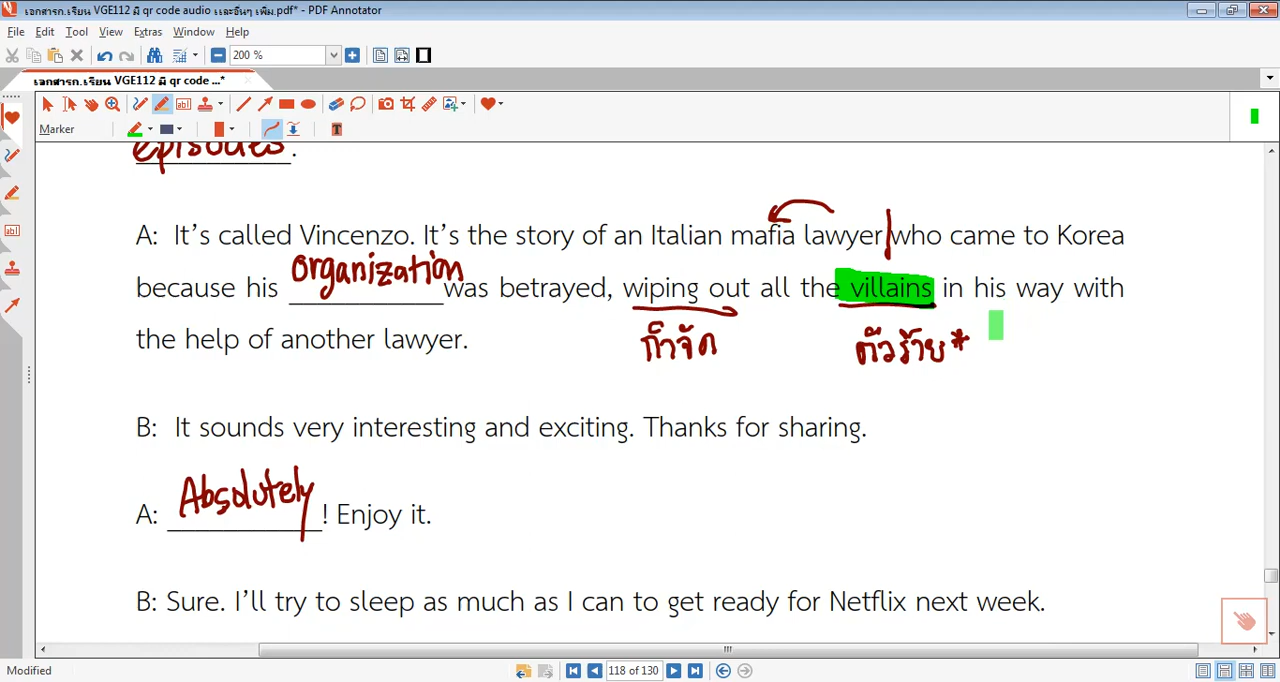 เอกสารก.เรียน VGE112 มี qr code audio และอื่นๆ เพิ่ม.pdf* - PDF Annotator
File Edit Tool View Extras Window Help
200 %
เอกสารก.เรียน VGE112 มี qr code ...*
Marker
episodes.
A: It's called Vincenzo. It's the story of an Italian mafia lawyer who came to Korea
because his organization was betrayed, wiping out all the villains in his way with
กำจัด ตัวร้าย*
the help of another lawyer.
B: It sounds very interesting and exciting. Thanks for sharing.
A: Absolutely! Enjoy it.
B: Sure. I'll try to sleep as much as I can to get ready for Netflix next week.
Modified 118 of 130